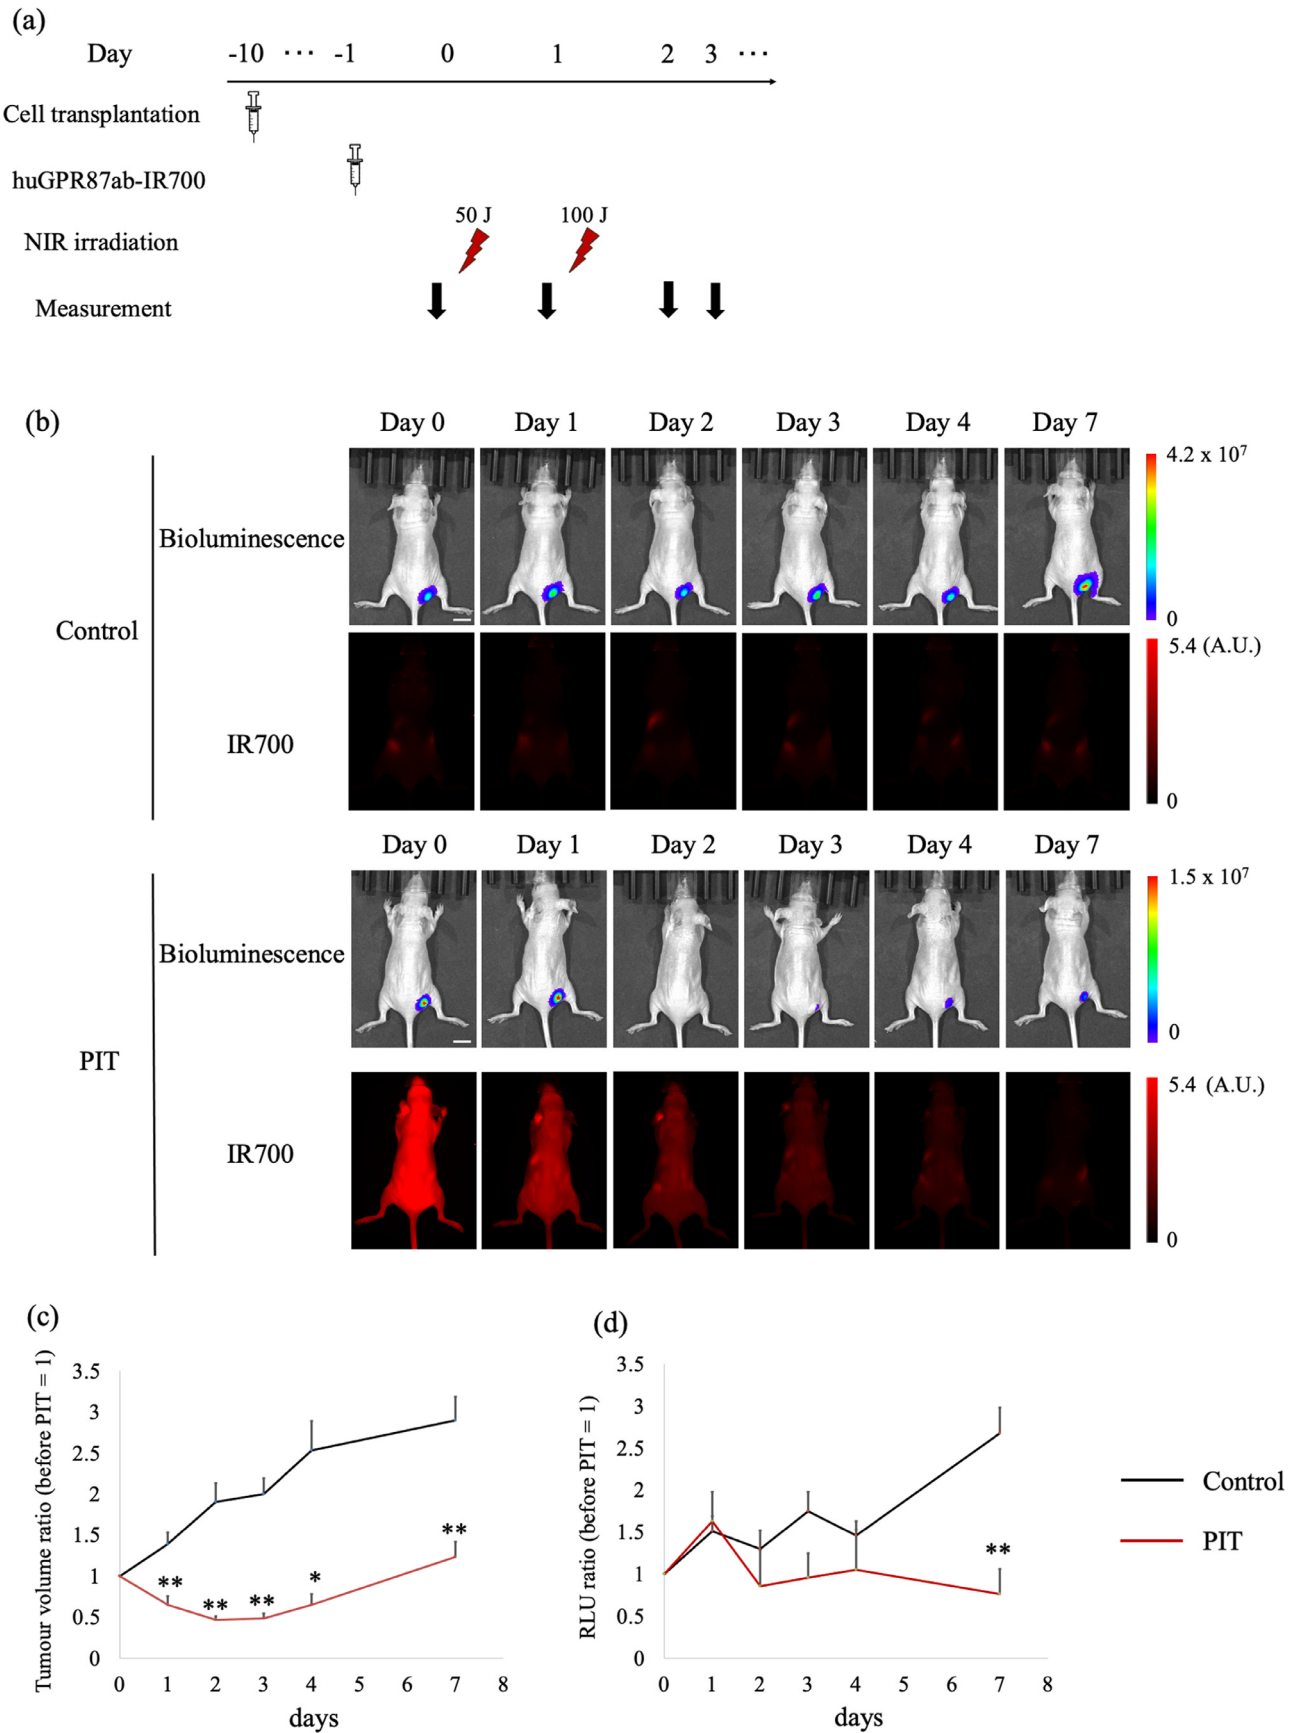 (a)
Day -10 ··· -1 0 1 2 3 ···
Cell transplantation
huGPR87ab-IR700
50 J 100 J
NIR irradiation
Measurement
(b)
Day 0 Day 1 Day 2 Day 3 Day 4 Day 7
4.2 x 10⁷
Bioluminescence
0
Control
5.4 (A.U.)
IR700
0
Day 0 Day 1 Day 2 Day 3 Day 4 Day 7
1.5 x 10⁷
Bioluminescence
0
PIT
5.4 (A.U.)
IR700
0
(c)
Tumour volume ratio (before PIT = 1)
3.5
3
2.5
2
1.5
1
0.5
0
** ** ** * **
0 1 2 3 4 5 6 7 8
days
(d)
RLU ratio (before PIT = 1)
3.5
3
2.5
2
1.5
1
0.5
0
**
0 1 2 3 4 5 6 7 8
days
Control
PIT